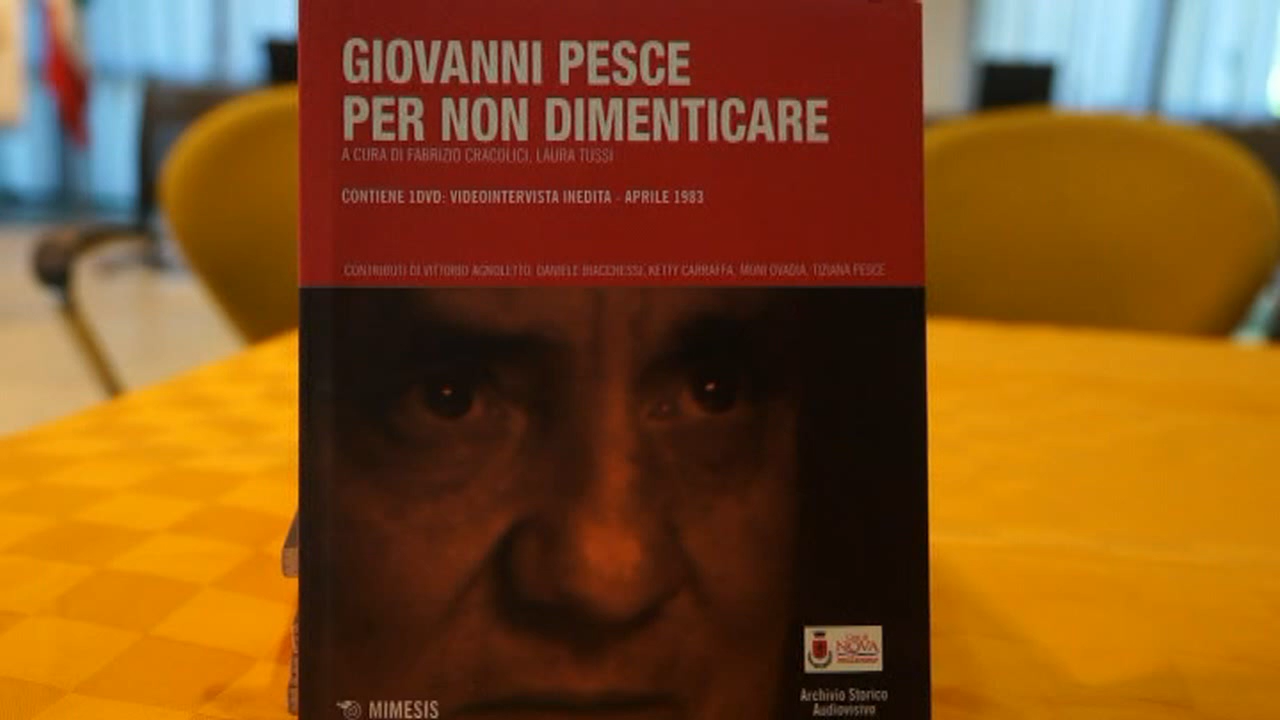 GIOVANNI PESCE
PER NON DIMENTICARE
A CURA DI FABRIZIO CRACOLICI, LAURA TUSSI
CONTIENE 1DVD: VIDEOINTERVISTA INEDITA - APRILE 1983
CONTRIBUTI DI VITTORIO AGNOLETTO, DANIELE BIACCHESSI, KETTY CARRAFFA, MONI OVADIA, TIZIANA PESCE
NOVA
MIMESIS
Archivio Storico
Audiovisivo